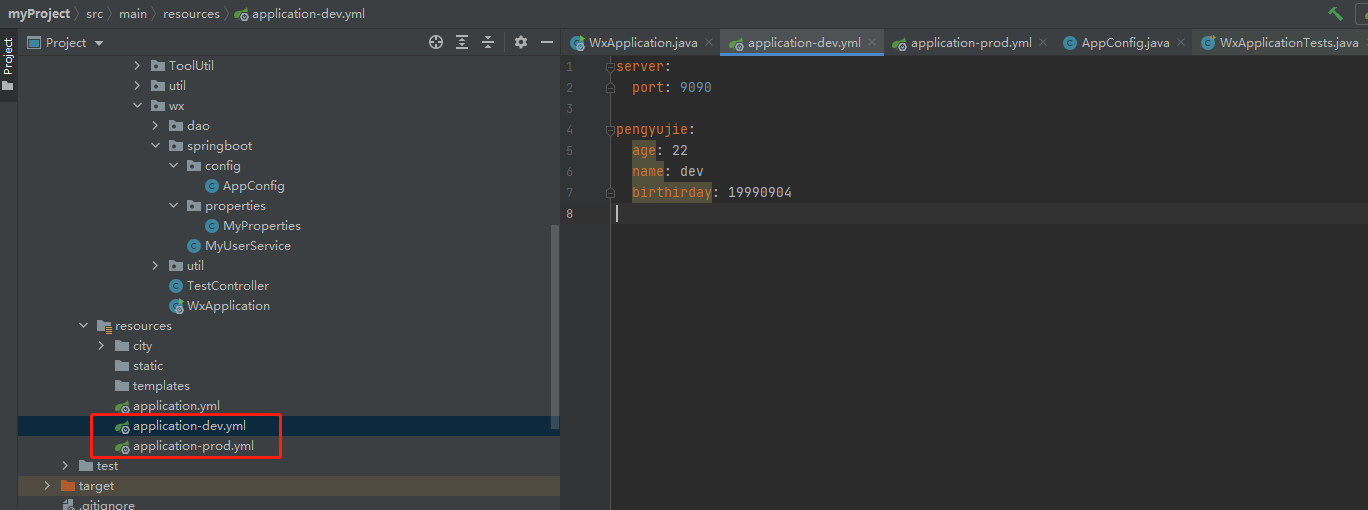 myProject src main resources application-dev.yml
Project
Project
WxApplication.java application-dev.yml application-prod.yml AppConfig.java WxApplicationTests.java
ToolUtil
util
wx
dao
springboot
config
AppConfig
properties
MyProperties
MyUserService
util
TestController
WxApplication
resources
city
static
templates
application.yml
application-dev.yml
application-prod.yml
test
target
.gitignore
1 server:
2 port: 9090
3
4 pengyujie:
5 age: 22
6 name: dev
7 birthirday: 19990904
8